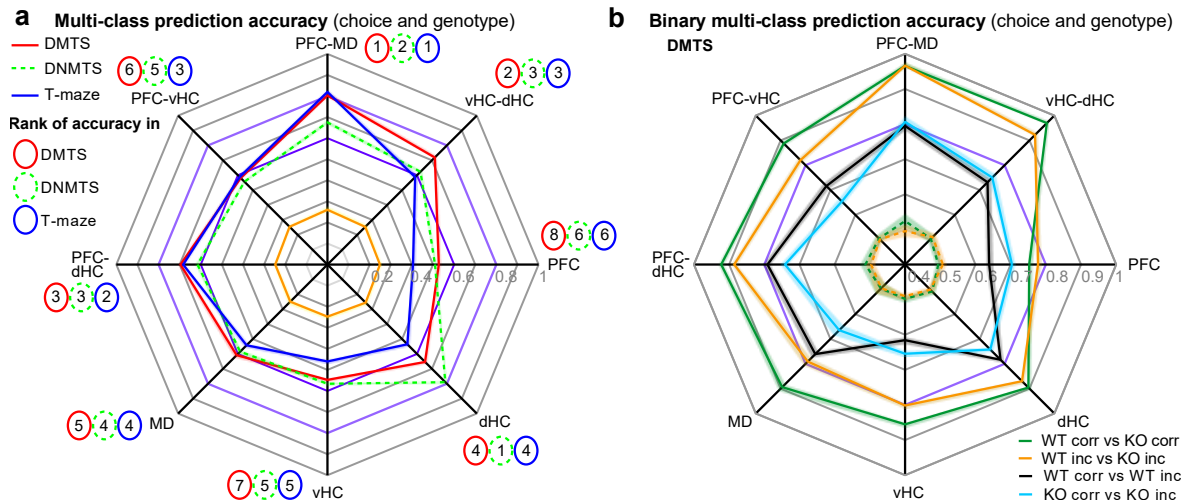 a Multi-class prediction accuracy (choice and genotype)
DMTS
DNMTS
T-maze
Rank of accuracy in
DMTS
DNMTS
T-maze
PFC-MD
1 2 1
vHC-dHC
2 3 3
PFC
8 6 6
dHC
4 1 4
vHC
7 5 5
MD
5 4 4
PFC-
dHC
3 3 2
PFC-vHC
6 5 3
0.2 0.4 0.6 0.8 1
b Binary multi-class prediction accuracy (choice and genotype)
DMTS
PFC-MD
vHC-dHC
PFC
dHC
vHC
MD
PFC-
dHC
PFC-vHC
0.4 0.5 0.6 0.7 0.8 0.9 1
WT corr vs KO corr
WT inc vs KO inc
WT corr vs WT inc
KO corr vs KO inc